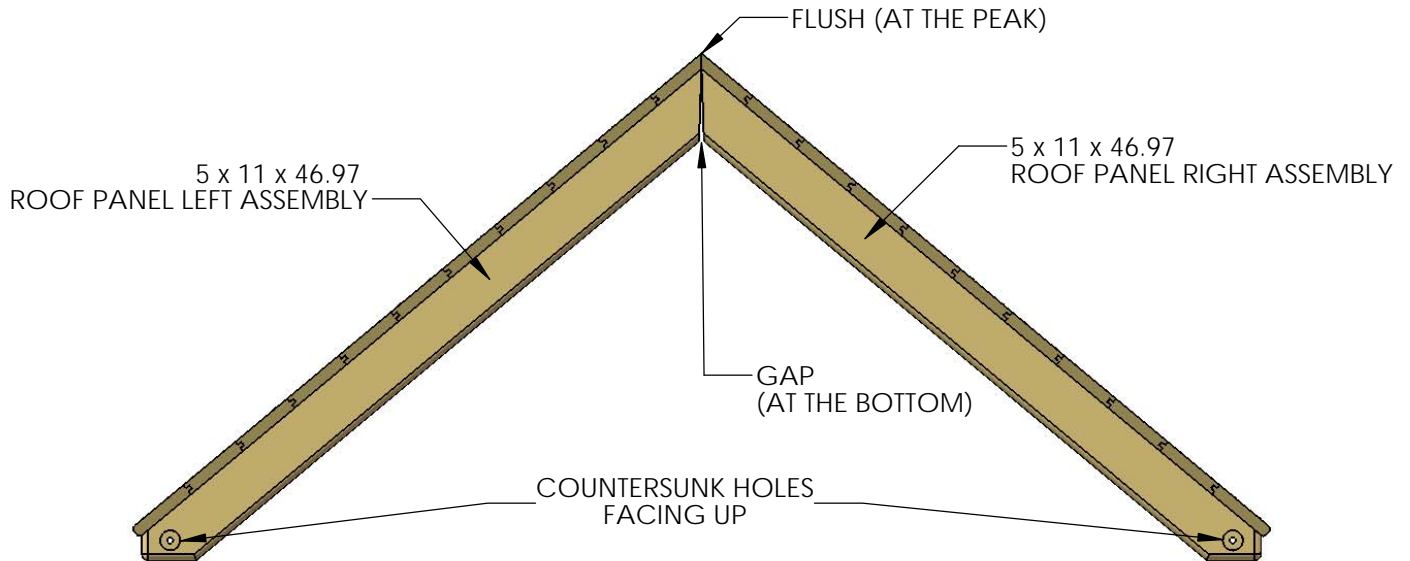 FLUSH (AT THE PEAK)
5 x 11 x 46.97
ROOF PANEL LEFT ASSEMBLY
5 x 11 x 46.97
ROOF PANEL RIGHT ASSEMBLY
GAP
(AT THE BOTTOM)
COUNTERSUNK HOLES
FACING UP